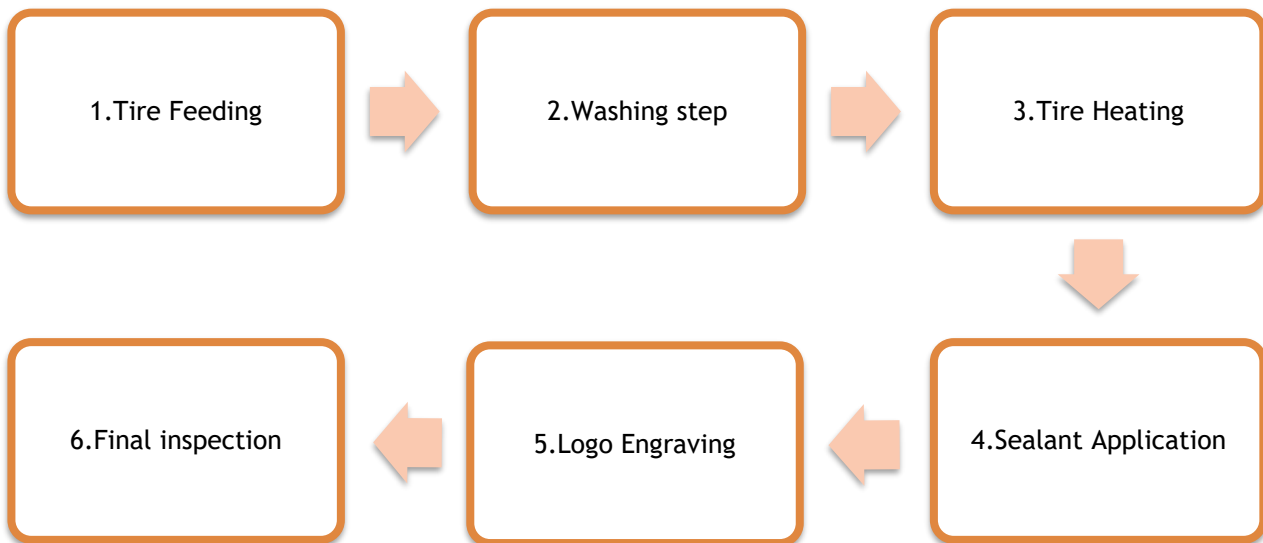 1.Tire Feeding
2.Washing step
3.Tire Heating
4.Sealant Application
5.Logo Engraving
6.Final inspection